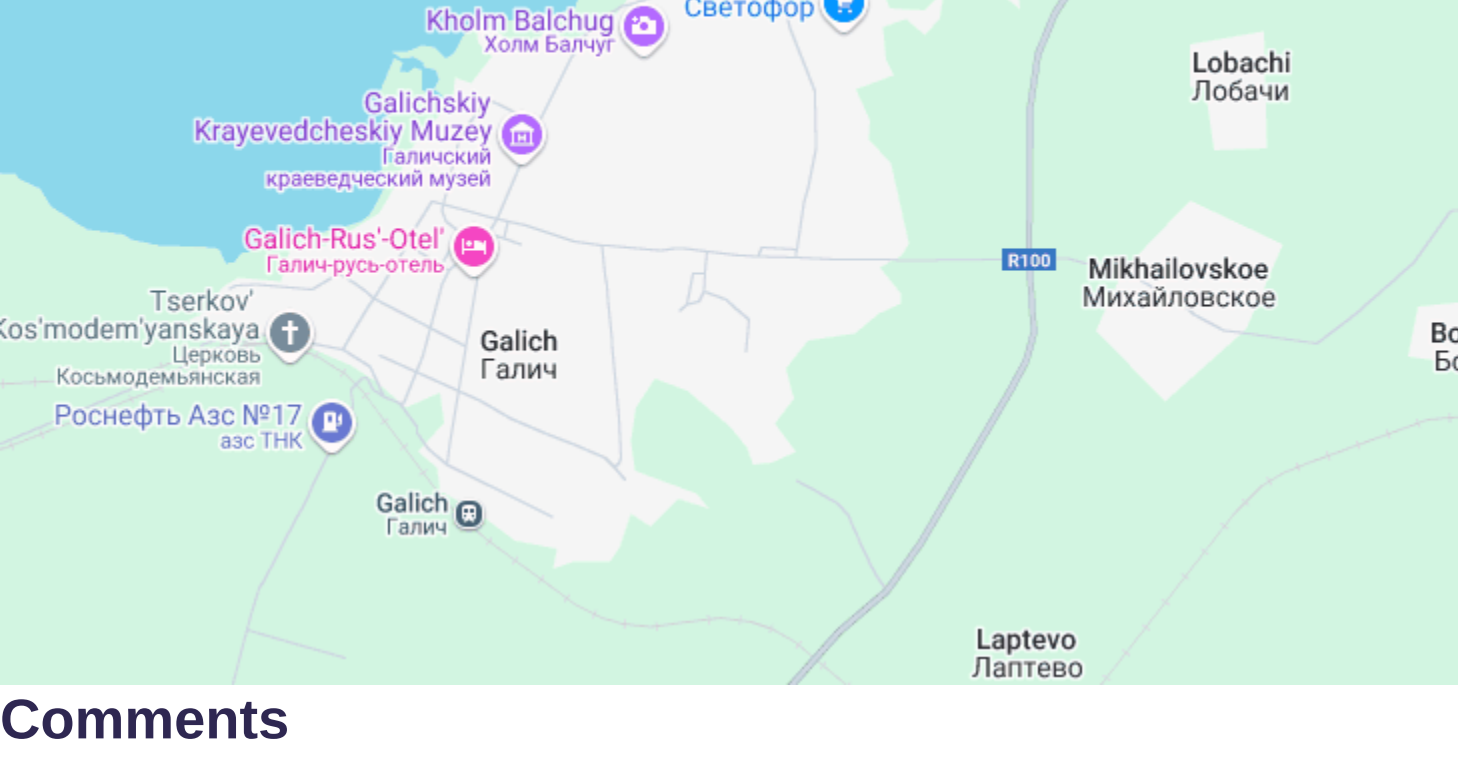 Kholm Balchug
Холм Балчуг
Светофор
Lobachi
Лобачи
Galichskiy
Krayevedcheskiy Muzey
Галичский
краеведческий музей
Galich-Rus'-Otel'
Галич-русь-отель
R100
Mikhailovskoe
Михайловское
Tserkov'
Kos'modem'yanskaya
Церковь
Косьмодемьянская
Galich
Галич
Роснефть Азс №17
азс ТНК
Galich
Галич
Laptevo
Лаптево
Comments